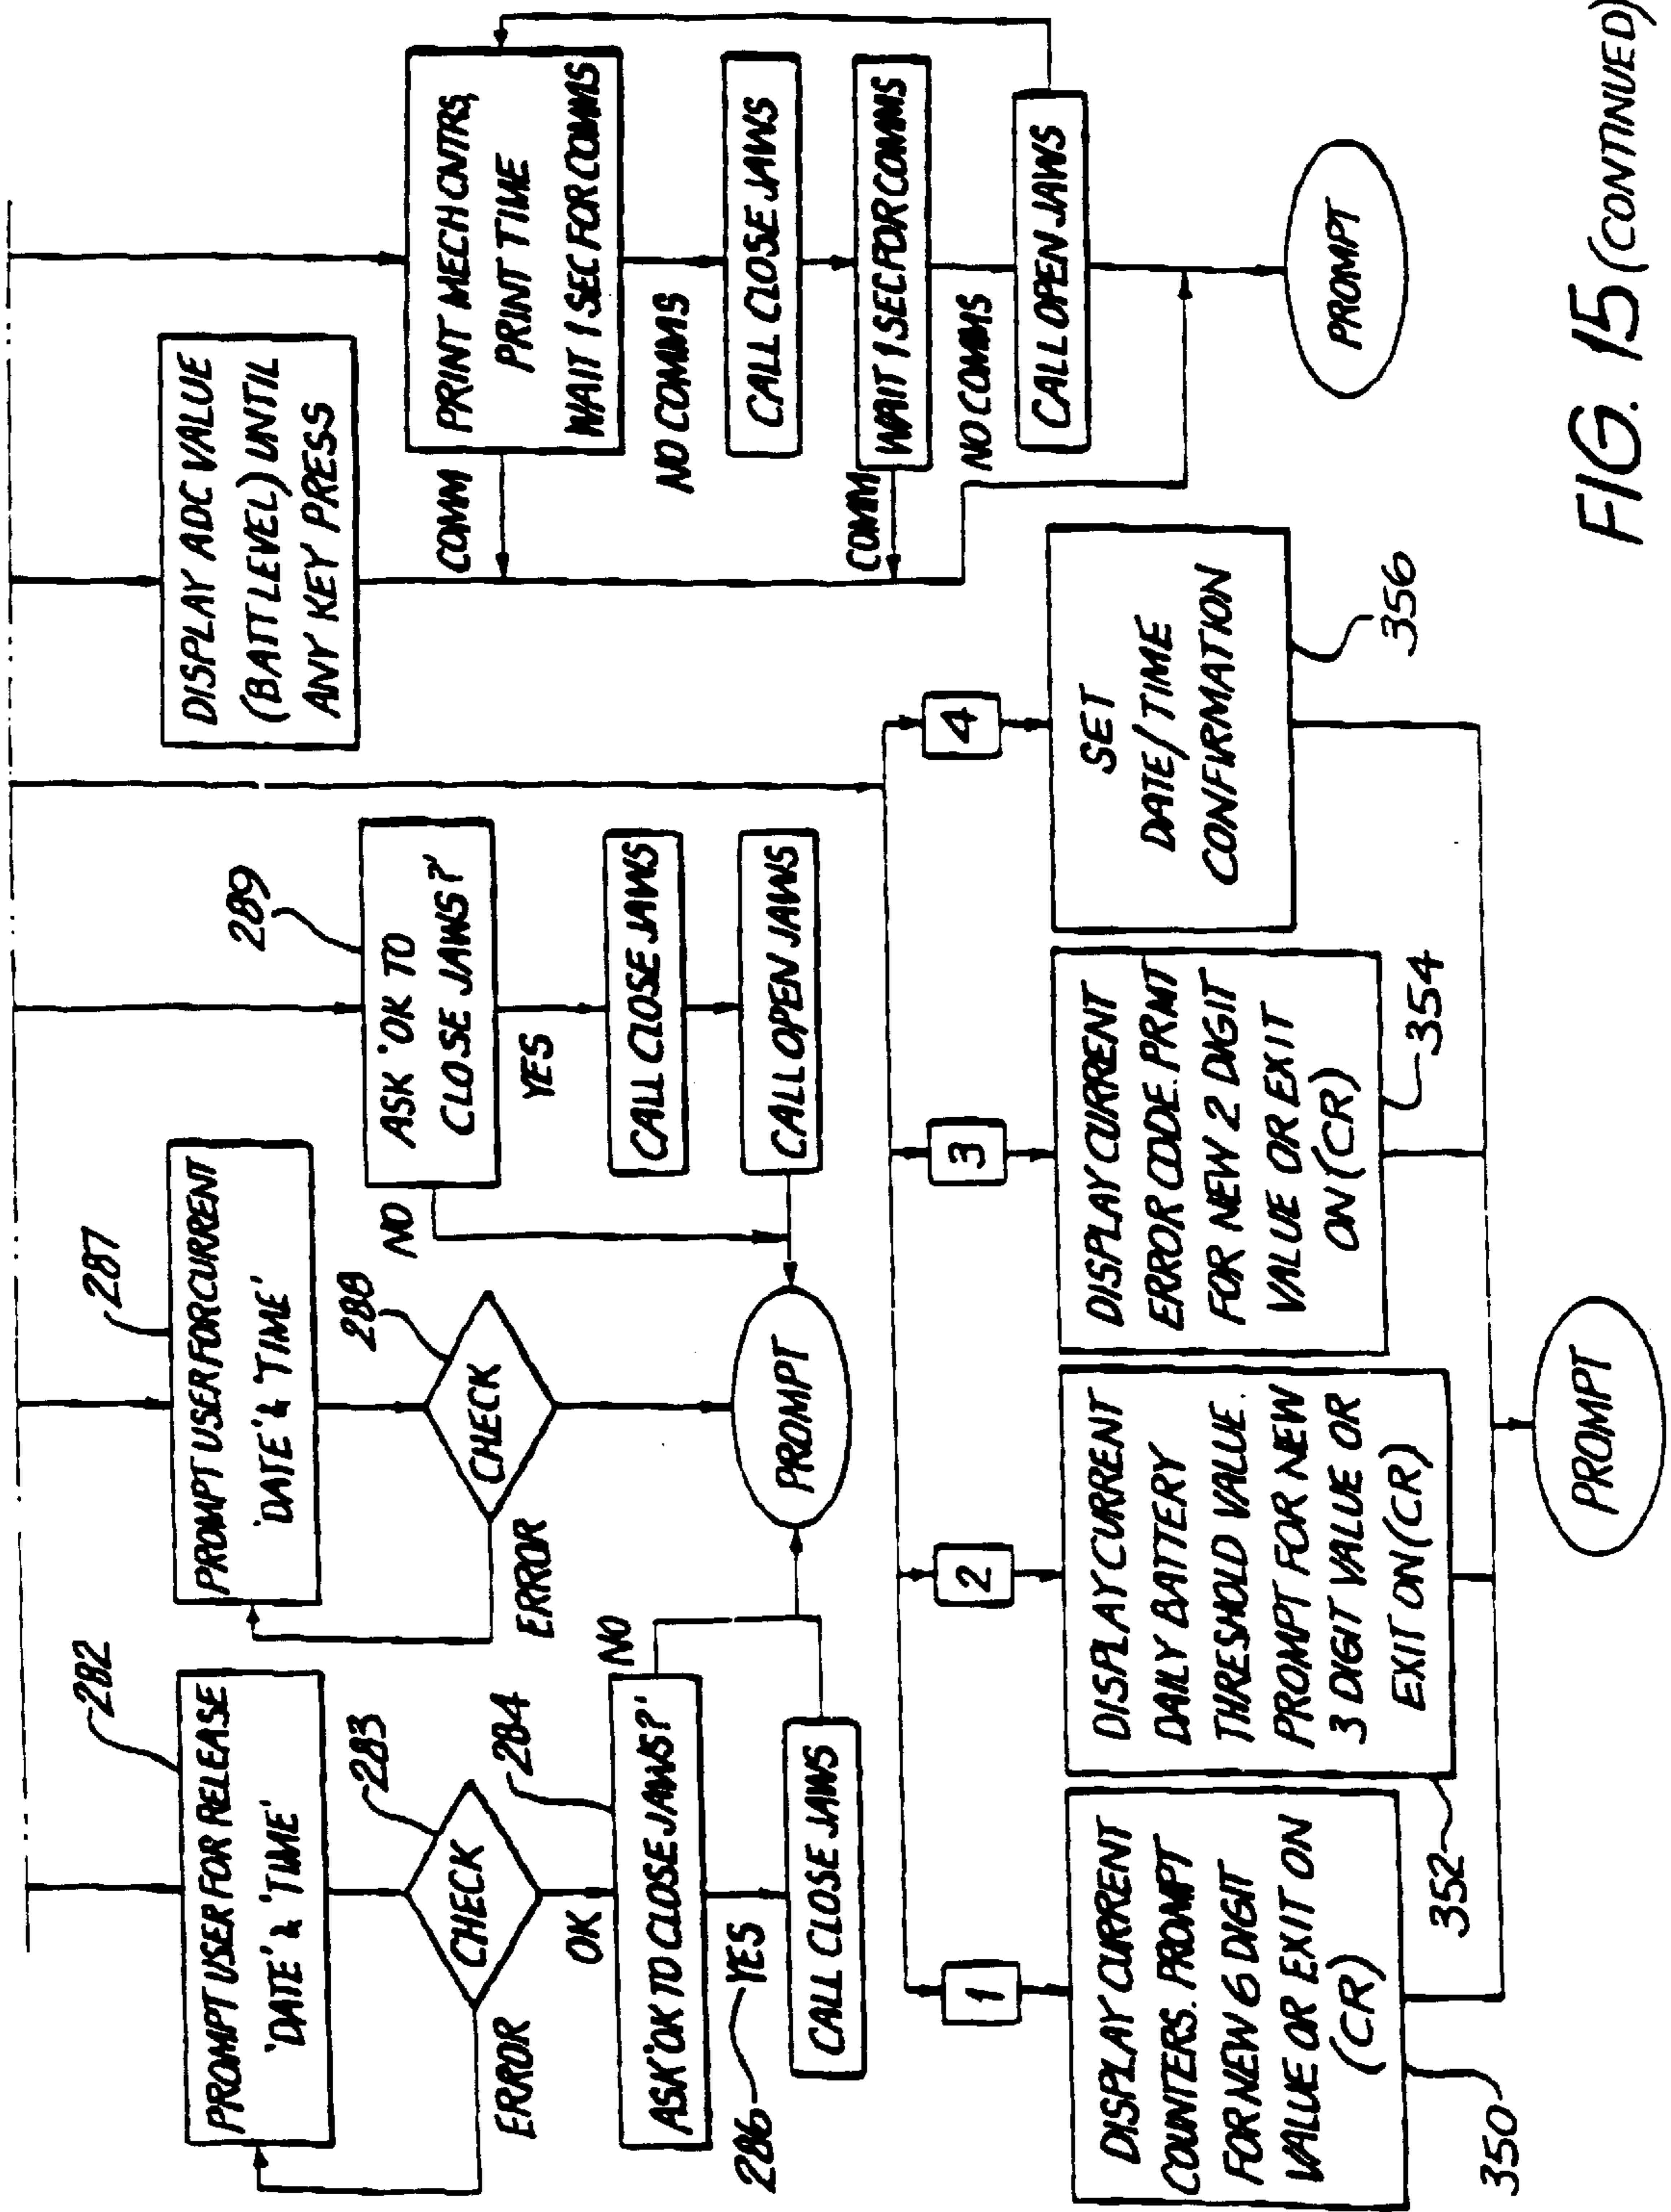 282
PROMPT USER FOR RELEASE
'DATE' & 'TIME'
283
CHECK
ERROR
OK
284
ASK 'OK TO CLOSE JAWS?'
NO
286
YES
CALL CLOSE JAWS
287
PROMPT USER FOR CURRENT
'DATE' & 'TIME'
288
CHECK
ERROR
PROMPT
289
ASK 'OK TO
CLOSE JAWS?'
NO
YES
CALL CLOSE JAWS
CALL OPEN JAWS
DISPLAY ADC VALUE
(BATT LEVEL) UNTIL
ANY KEY PRESS
PRINT MECH CNTRS,
PRINT TIME
WAIT 1 SEC FOR COMMS
COMM
NO COMMS
CALL CLOSE JAWS
WAIT 1 SEC FOR COMMS
COMM
NO COMMS
CALL OPEN JAWS
PROMPT
1
DISPLAY CURRENT
COUNTERS. PROMPT
FOR NEW 6 DIGIT
VALUE OR EXIT ON
(CR)
350
2
DISPLAY CURRENT
DAILY BATTERY
THRESHOLD VALUE.
PROMPT FOR NEW
3 DIGIT VALUE OR
EXIT ON (CR)
352
3
DISPLAY CURRENT
ERROR CODE. PRMT
FOR NEW 2 DIGIT
VALUE OR EXIT
ON (CR)
354
4
SET
DATE/TIME
CONFIRMATION
356
PROMPT
FIG. 15 (CONTINUED)